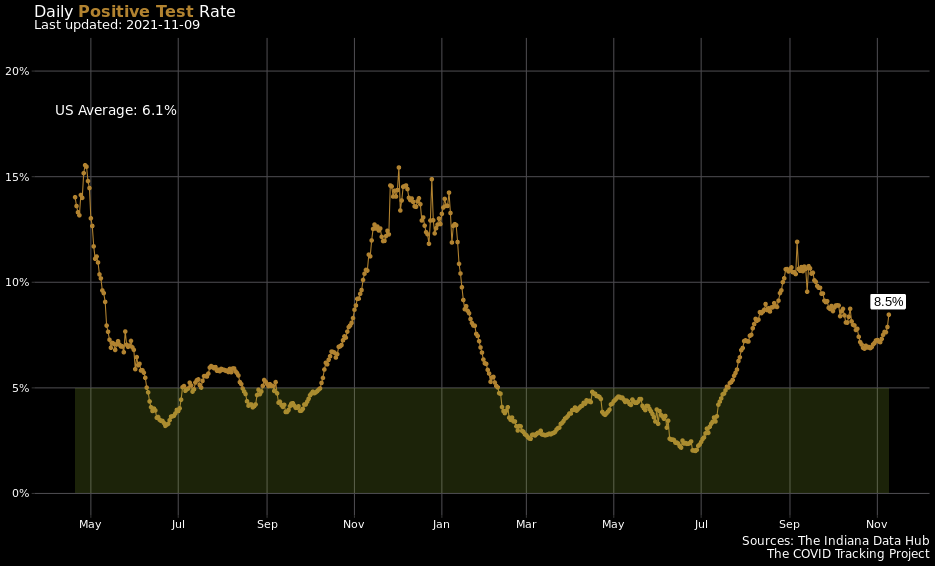 Daily Positive Test Rate
Last updated: 2021-11-09
20%
US Average: 6.1%
15%
10%
8.5%
5%
0%
May Jul Sep Nov Jan Mar May Jul Sep Nov
Sources: The Indiana Data Hub
The COVID Tracking Project